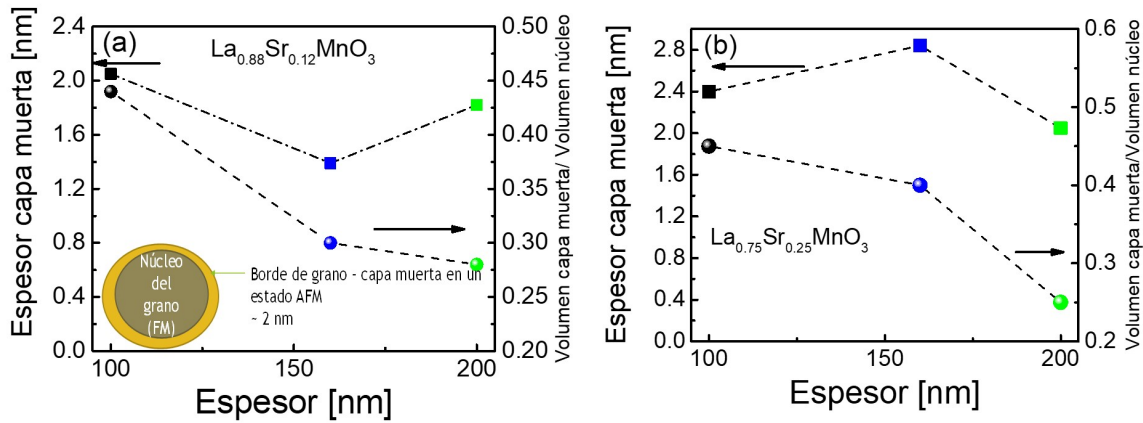 (a)
La0.88Sr0.12MnO3
Espesor capa muerta [nm]
2.4
2.0
1.6
1.2
0.8
0.4
0.0
0.50
0.45
0.40
0.35
0.30
0.25
0.20
Volumen capa muerta/ Volumen núcleo
Núcleo
del
grano
(FM)
Borde de grano - capa muerta en un
estado AFM
~ 2 nm
100
150
200
Espesor [nm]
(b)
La0.75Sr0.25MnO3
Espesor capa muerta [nm]
2.8
2.4
2.0
1.6
1.2
0.8
0.4
0.0
0.6
0.5
0.4
0.3
0.2
Volumen capa muerta/Volumen núcleo
100
150
200
Espesor [nm]